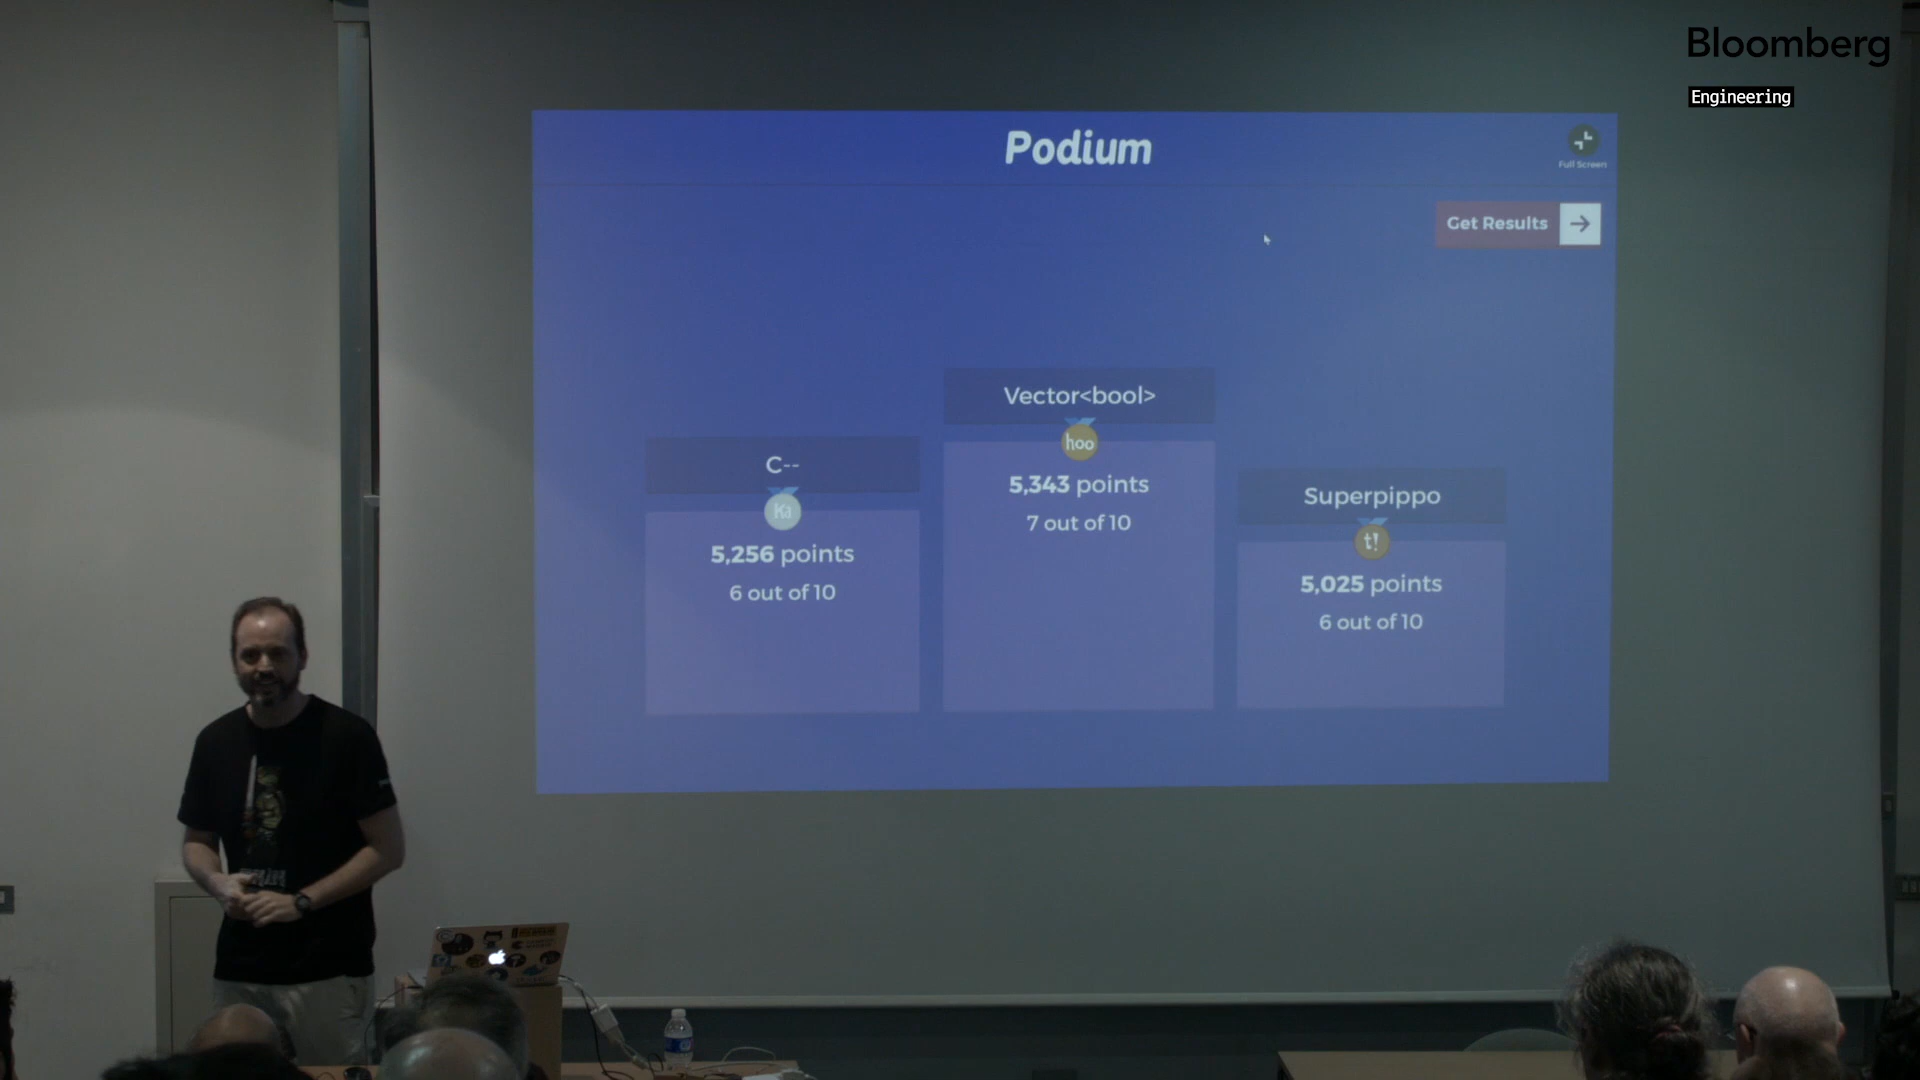 Bloomberg
Engineering
Podium
Full Screen
Get Results
Vector<bool>
hoo
5,343 points
7 out of 10
C--
Ka
5,256 points
6 out of 10
Superpippo
t!
5,025 points
6 out of 10